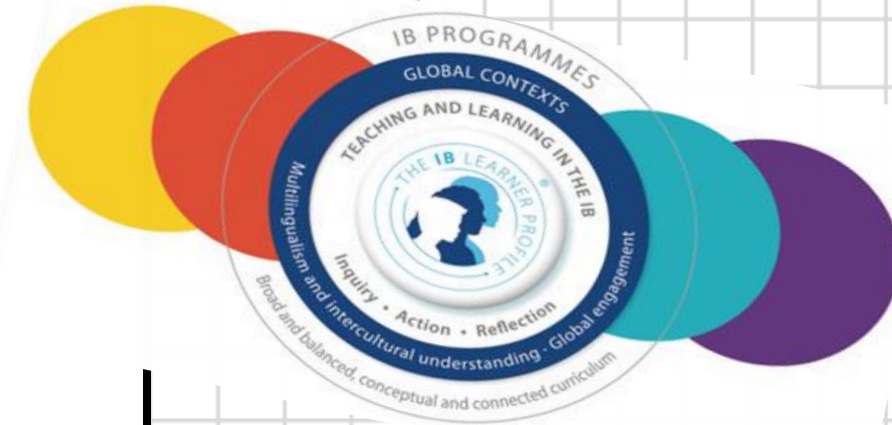 IB PROGRAMMES
GLOBAL CONTEXTS
TEACHING AND LEARNING IN THE IB
THE IB LEARNER PROFILE
®
Inquiry • Action • Reflection
Multilingualism and intercultural understanding - Global engagement
Broad and balanced, conceptual and connected curriculum